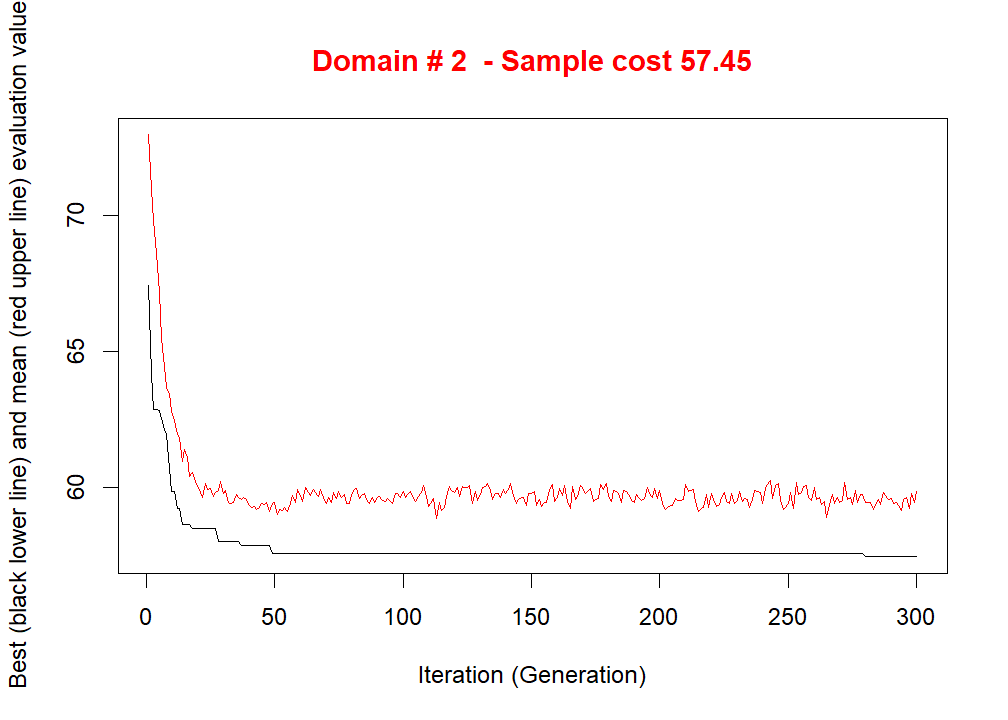 Domain # 2  - Sample cost 57.45
Best (black lower line) and mean (red upper line) evaluation value
70
65
60
0 50 100 150 200 250 300
Iteration (Generation)